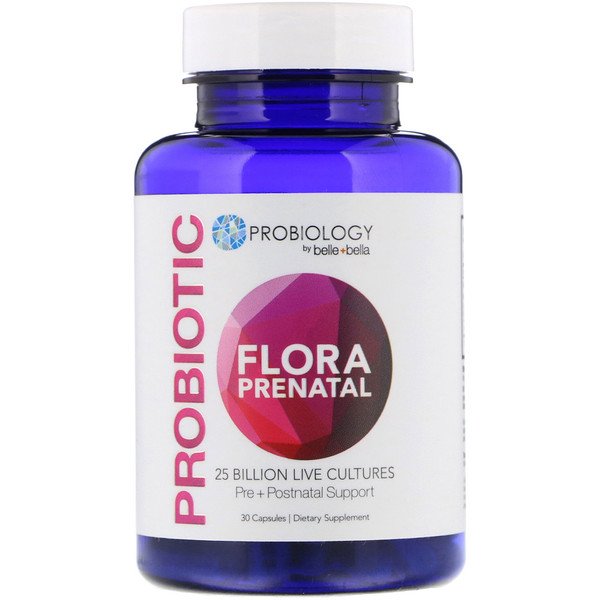 PROBIOTIC
PROBIOLOGY
by belle+bella
FLORA
PRENATAL
25 BILLION LIVE CULTURES
Pre + Postnatal Support
30 Capsules | Dietary Supplement